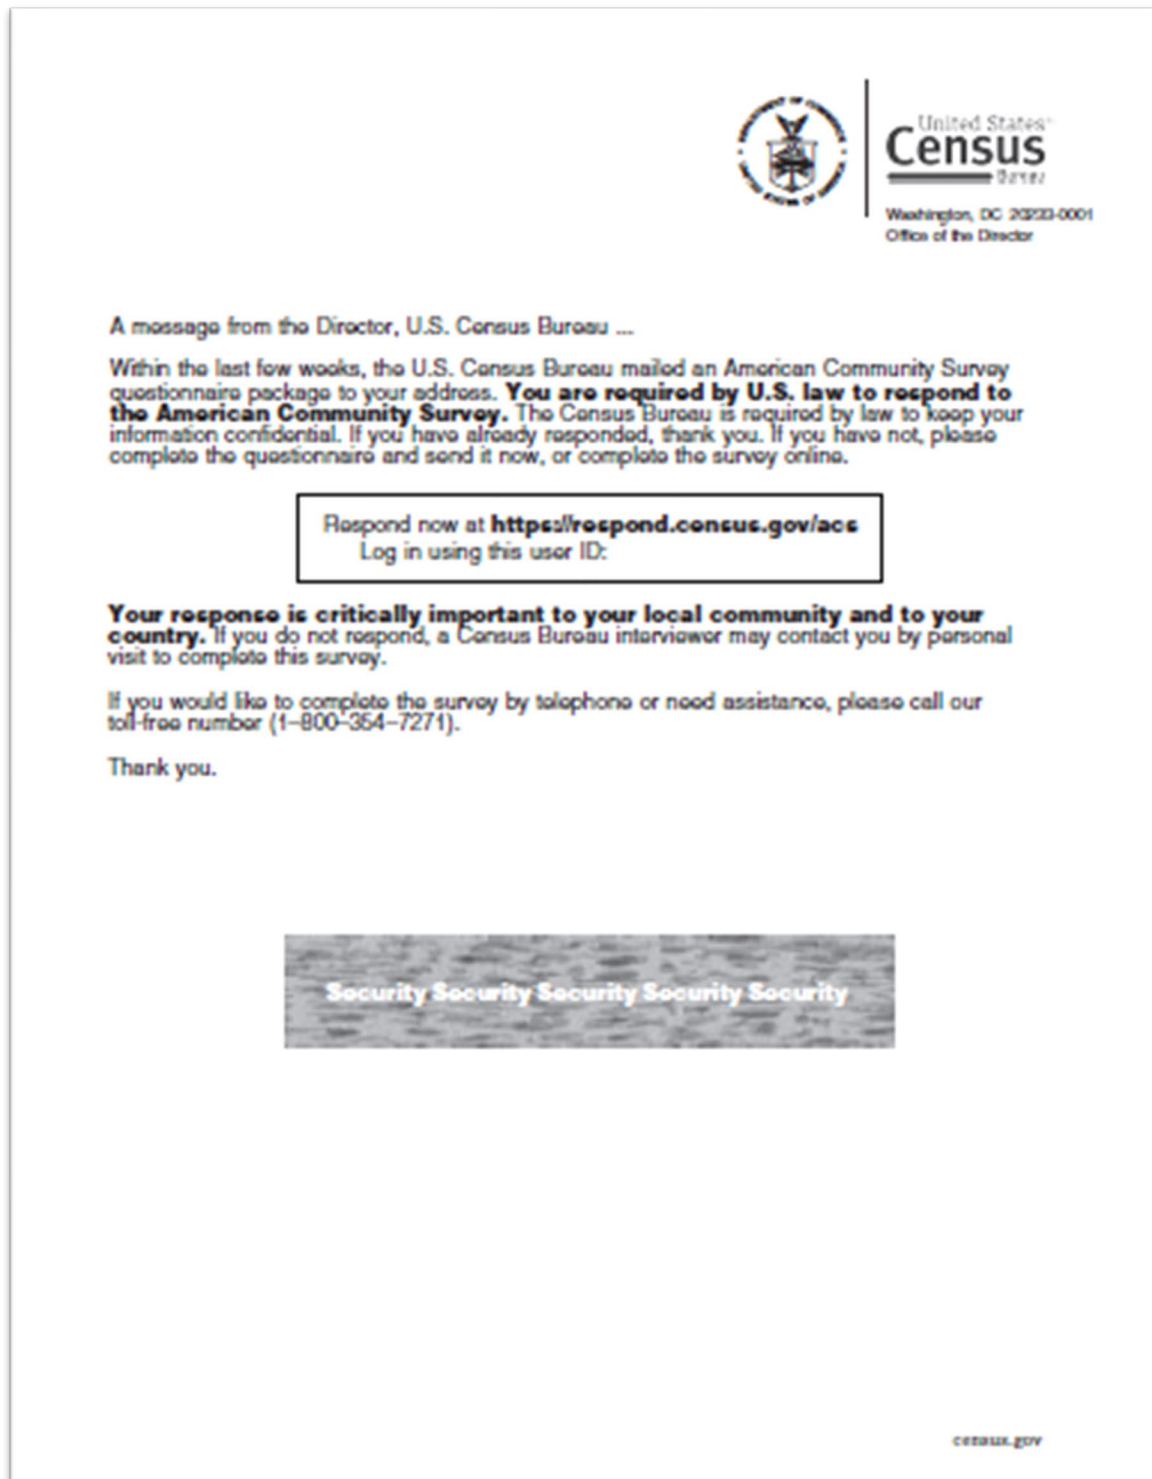 DEPARTMENT OF COMMERCE
UNITED STATES OF AMERICA
United States
Census
Bureau
Washington, DC 20233-0001
Office of the Director
A message from the Director, U.S. Census Bureau ...
Within the last few weeks, the U.S. Census Bureau mailed an American Community Survey
questionnaire package to your address. You are required by U.S. law to respond to
the American Community Survey. The Census Bureau is required by law to keep your
information confidential. If you have already responded, thank you. If you have not, please
complete the questionnaire and send it now, or complete the survey online.
Respond now at https://respond.census.gov/acs
Log in using this user ID:
Your response is critically important to your local community and to your
country. If you do not respond, a Census Bureau interviewer may contact you by personal
visit to complete this survey.
If you would like to complete the survey by telephone or need assistance, please call our
toll-free number (1–800–354–7271).
Thank you.
Security Security Security Security Security
census.gov